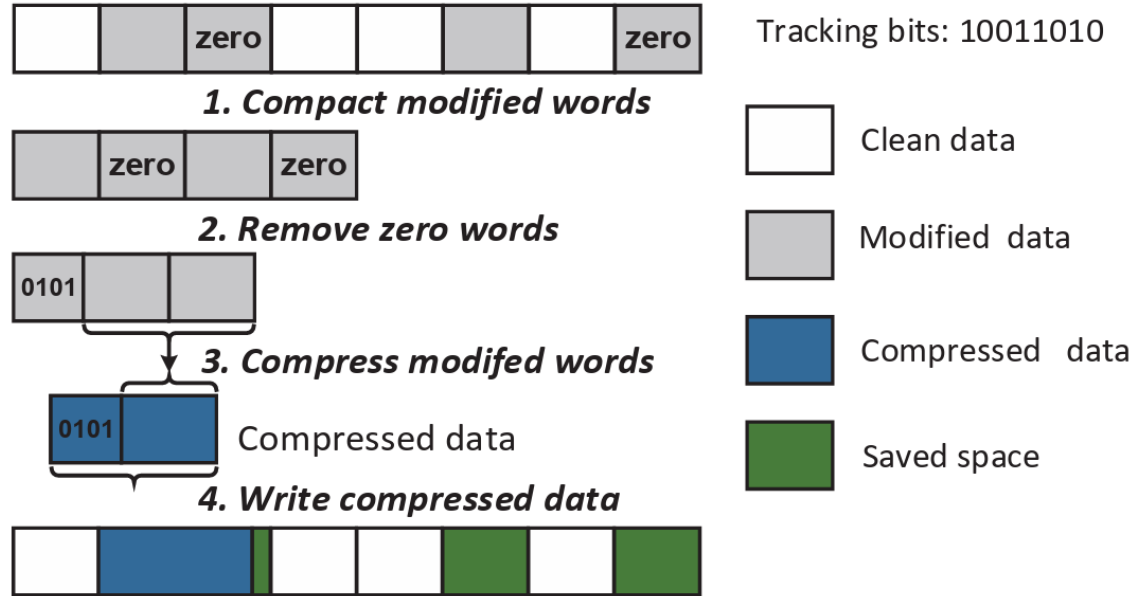 zero zero Tracking bits: 10011010
1. Compact modified words
Clean data
zero zero
2. Remove zero words
Modified data
0101
3. Compress modifed words
Compressed data
0101 Compressed data
Saved space
4. Write compressed data